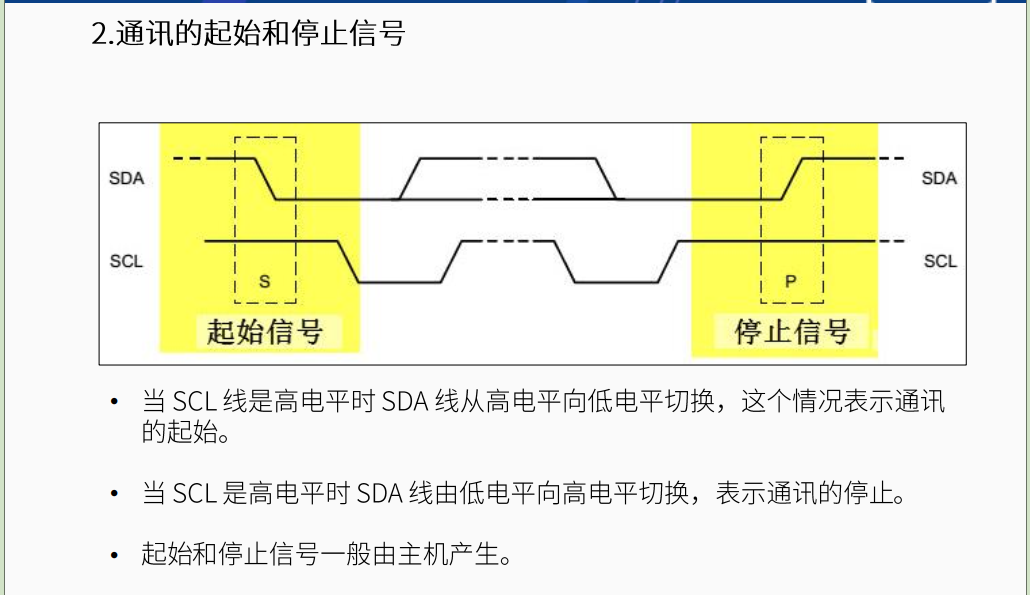 2.通讯的起始和停止信号
SDA
SDA
SCL
SCL
S
P
起始信号
停止信号
• 当 SCL 线是高电平时 SDA 线从高电平向低电平切换，这个情况表示通讯
的起始。
• 当 SCL 是高电平时 SDA 线由低电平向高电平切换，表示通讯的停止。
• 起始和停止信号一般由主机产生。